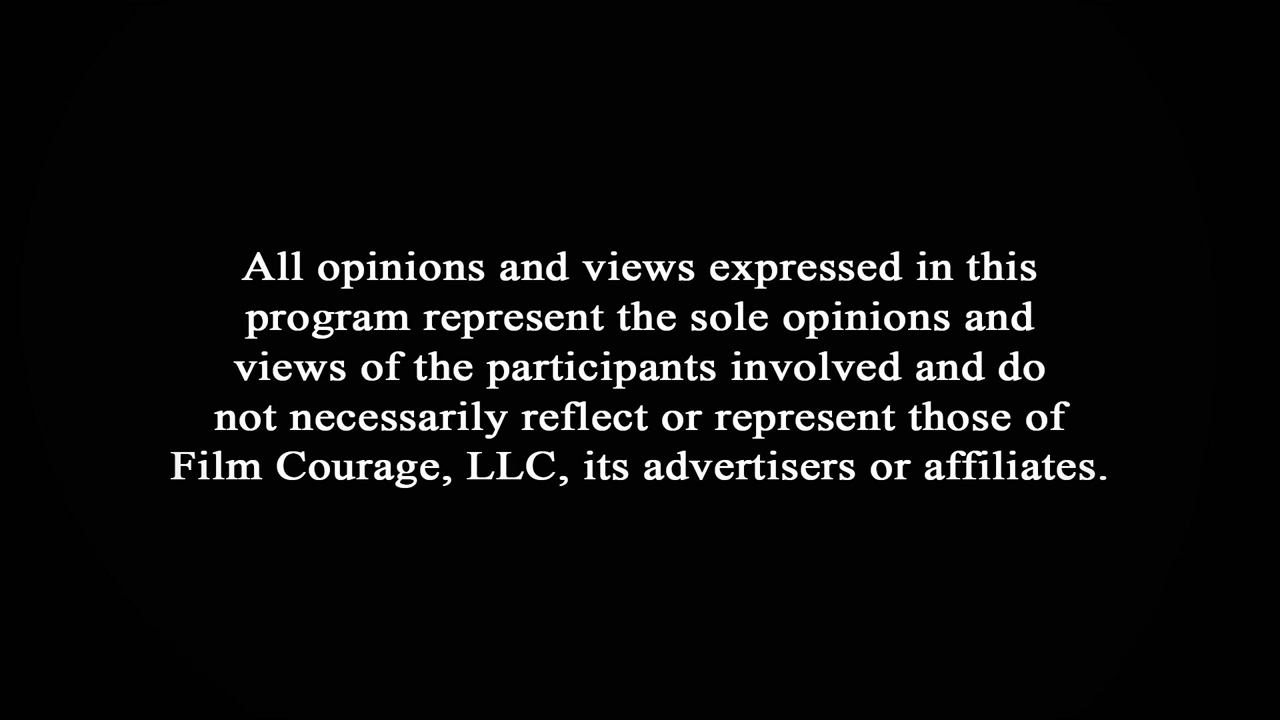 All opinions and views expressed in this
program represent the sole opinions and
views of the participants involved and do
not necessarily reflect or represent those of
Film Courage, LLC, its advertisers or affiliates.